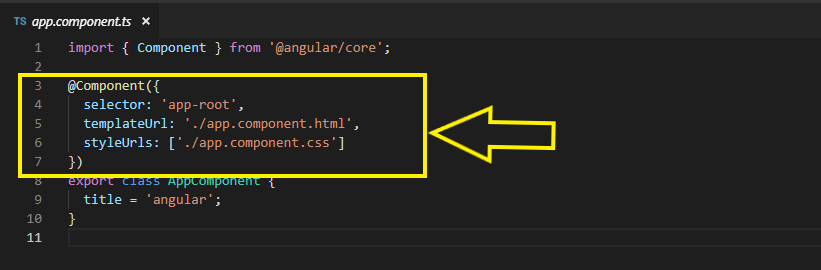 TS app.component.ts ×
1 import { Component } from '@angular/core';
2
3 @Component({
4 selector: 'app-root',
5 templateUrl: './app.component.html',
6 styleUrls: ['./app.component.css']
7 })
8 export class AppComponent {
9 title = 'angular';
10 }
11